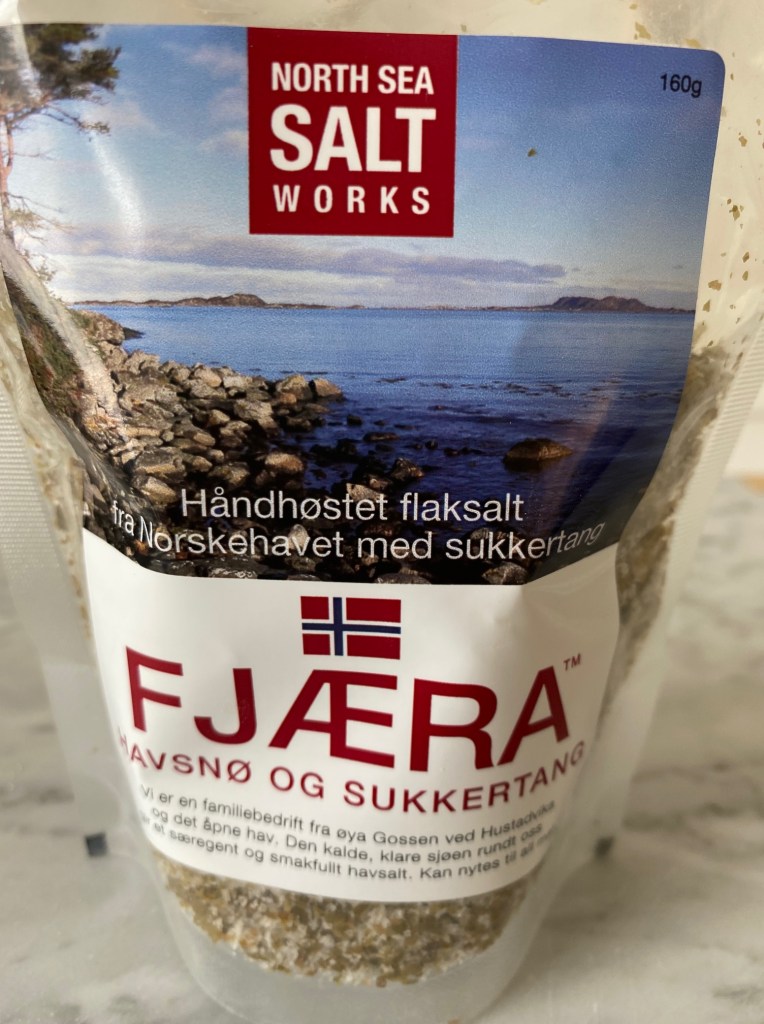 NORTH SEA
SALT
WORKS
160g
Håndhøstet flaksalt
fra Norskehavet med sukkertang
FJÆRA™
HAVSNØ OG SUKKERTANG
Vi er en familiebedrift fra øya Gossen ved Hustadvika
og det åpne hav. Den kalde, klare sjøen rundt oss
et særegent og smakfullt havsalt. Kan nytes til all